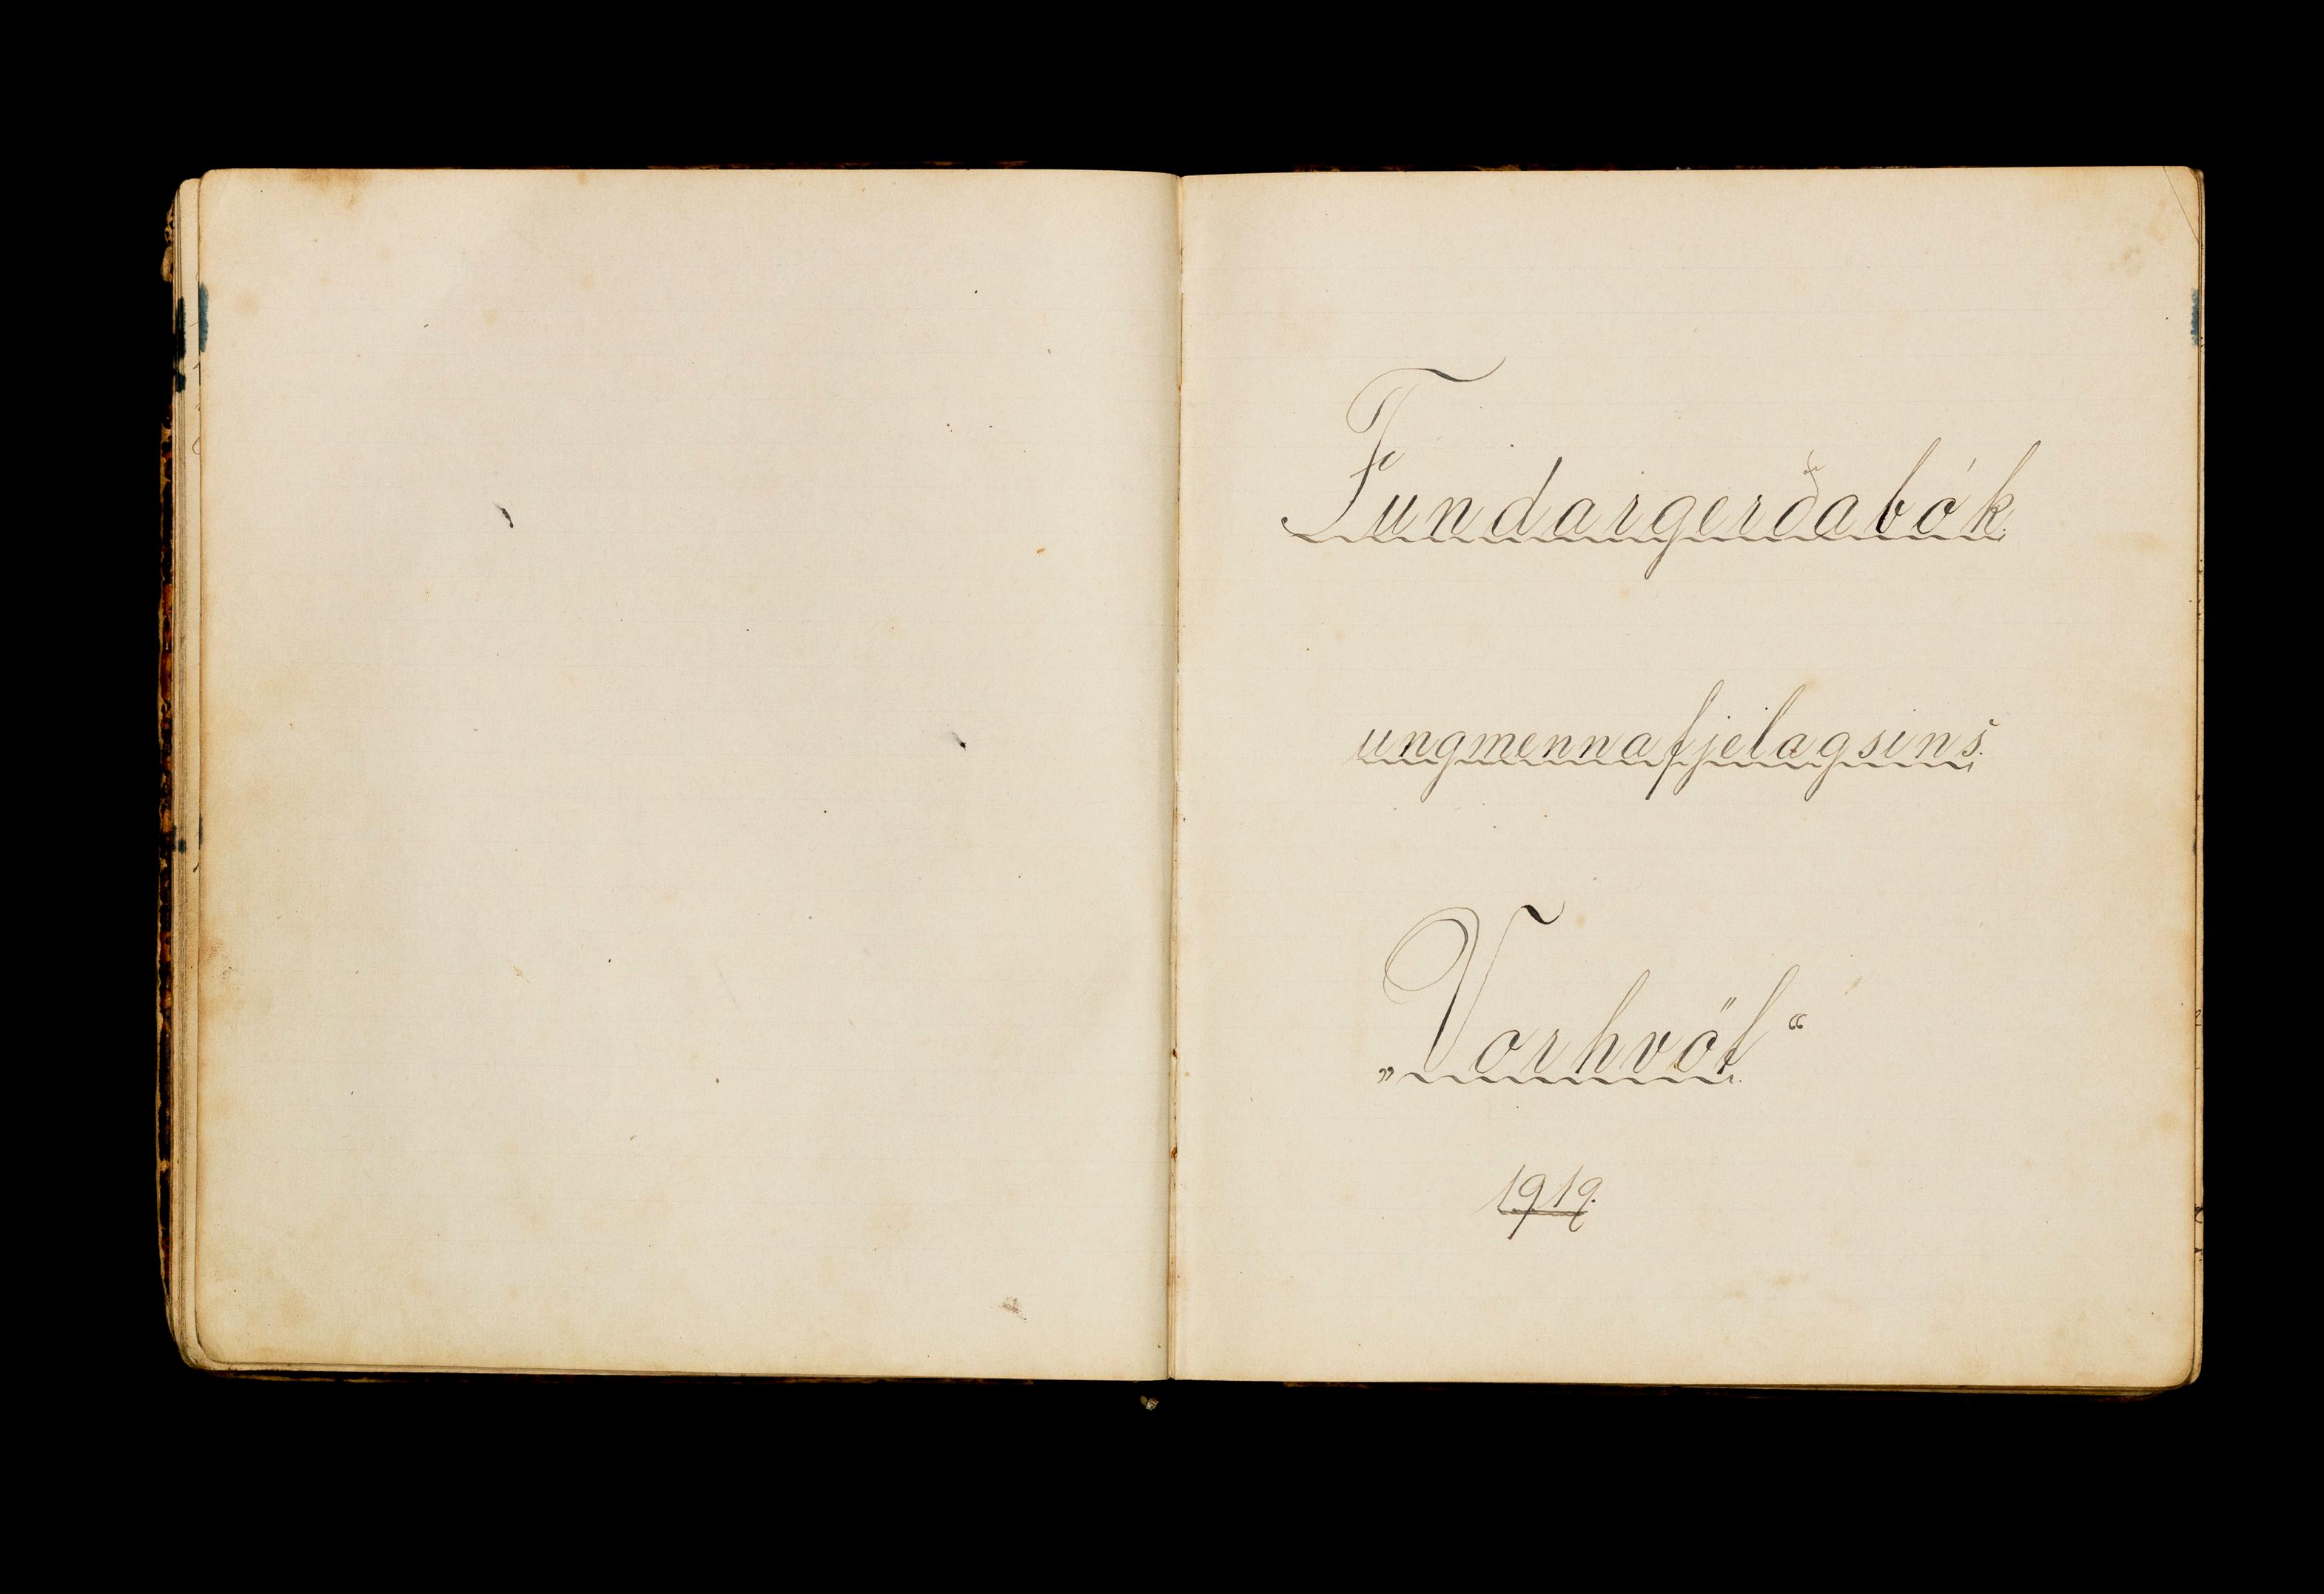 Fundargerðabók
ungmennafjelagsins.
„Vorhvöt“
1919.